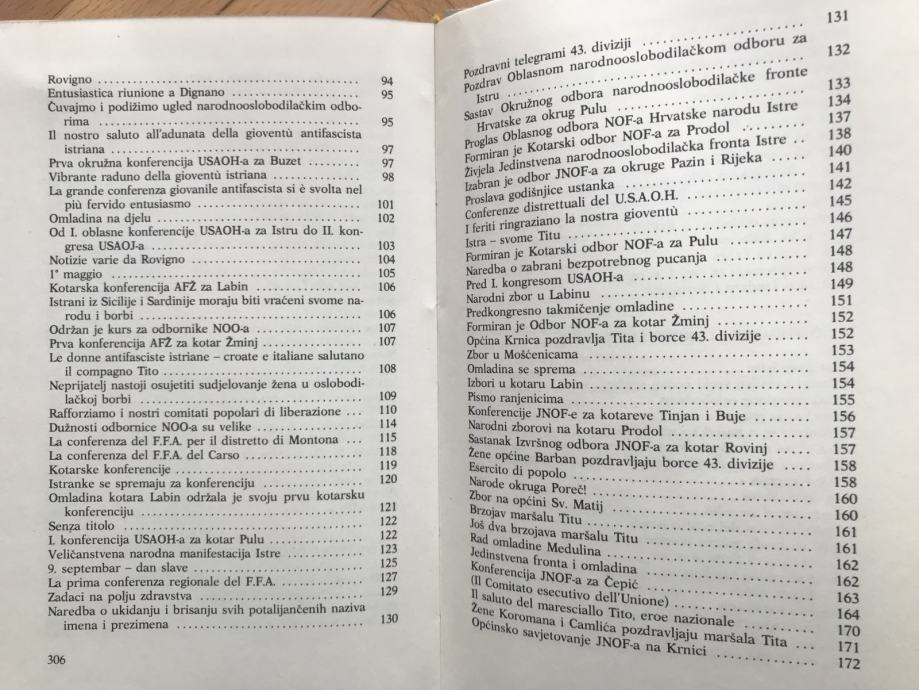 Rovigno ........ 94
Entusiastica riunione a Dignano ........ 95
Čuvajmo i podižimo ugled narodnooslobodilačkim odbo-
rima ........ 95
Il nostro saluto all'adunata della gioventù antifascista
istriana ........ 97
Prva okružna konferencija USAOH-a za Buzet ........ 97
Vibrante raduno della gioventù istriana ........ 98
La grande conferenza giovanile antifascista si è svolta nel
più fervido entusiasmo ........ 101
Omladina na djelu ........ 102
Od I. oblasne konferencije USAOH-a za Istru do II. kon-
gresa USAOJ-a ........ 103
Notizie varie da Rovigno ........ 104
1° maggio ........ 105
Kotarska konferencija AFŽ za Labin ........ 106
Istrani iz Sicilije i Sardinije moraju biti vraćeni svome na-
rodu i borbi ........ 106
Održan je kurs za odbornike NOO-a ........ 107
Prva konferencija AFŽ za kotar Žminj ........ 107
Le donne antifasciste istriane – croate e italiane salutano
il compagno Tito ........ 108
Neprijatelj nastoji osujetiti sudjelovanje žena u oslobodi-
lačkoj borbi ........ 109
Rafforziamo i nostri comitati popolari di liberazione ... 110
Dužnosti odbornice NOO-a su velike ........ 114
La conferenza del F.F.A. per il distretto di Montona ... 115
La conferenza del F.F.A. del Carso ........ 118
Kotarske konferencije ........ 119
Istranke se spremaju za konferenciju ........ 120
Omladina kotara Labin održala je svoju prvu kotarsku
konferenciju ........ 121
Senza titolo ........ 122
I. konferencija USAOH-a za kotar Pulu ........ 122
Veličanstvena narodna manifestacija Istre ........ 123
9. septembar – dan slave ........ 125
La prima conferenza regionale del F.F.A. ........ 127
Zadaci na polju zdravstva ........ 129
Naredba o ukidanju i brisanju svih potalijančenih naziva
imena i prezimena ........ 130
306
Pozdravni telegrami 43. diviziji ........ 131
Pozdrav Oblasnom narodnooslobodilačkom odboru za
Istru ........ 132
Sastav Okružnog odbora narodnooslobodilačke fronte
Hrvatske za okrug Pulu ........ 133
Proglas Oblasnog odbora NOF-a Hrvatske narodu Istre 134
Formiran je Kotarski odbor NOF-a za Prodol ........ 137
Živjela Jedinstvena narodnooslobodilačka fronta Istre .. 138
Izabran je odbor JNOF-a za okruge Pazin i Rijeka ... 140
Proslava godišnjice ustanka ........ 141
Conferenze distrettuali del U.S.A.O.H. ........ 142
I feriti ringraziano la nostra gioventù ........ 145
Istra – svome Titu ........ 146
Formiran je Kotarski odbor NOF-a za Pulu ........ 147
Naredba o zabrani bezpotrebnog pucanja ........ 148
Pred I. kongresom USAOH-a ........ 148
Narodni zbor u Labinu ........ 149
Predkongresno takmičenje omladine ........ 151
Formiran je Odbor NOF-a za kotar Žminj ........ 152
Općina Krnica pozdravlja Tita i borce 43. divizije ..... 152
Zbor u Mošćenicama ........ 153
Omladina se sprema ........ 154
Izbori u kotaru Labin ........ 154
Pismo ranjenicima ........ 155
Konferencije JNOF-e za kotareve Tinjan i Buje ........ 156
Narodni zborovi na kotaru Prodol ........ 157
Sastanak Izvršnog odbora JNOF-a za kotar Rovinj ..... 157
Žene općine Barban pozdravljaju borce 43. divizije .... 158
Esercito di popolo ........ 158
Narode okruga Poreč! ........ 160
Zbor na općini Sv. Matij ........ 160
Brzojav maršalu Titu ........ 161
Još dva brzojava maršalu Titu ........ 161
Rad omladine Medulina ........ 162
Jedinstvena fronta i omladina ........ 162
Konferencija JNOF-a za Čepić ........ 163
(Il Comitato esecutivo dell'Unione) ........ 164
Il saluto del maresciallo Tito, eroe nazionale ........ 170
Žene Koromana i Camlića pozdravljaju maršala Tita ... 171
Općinsko savjetovanje JNOF-a na Krnici ........ 172